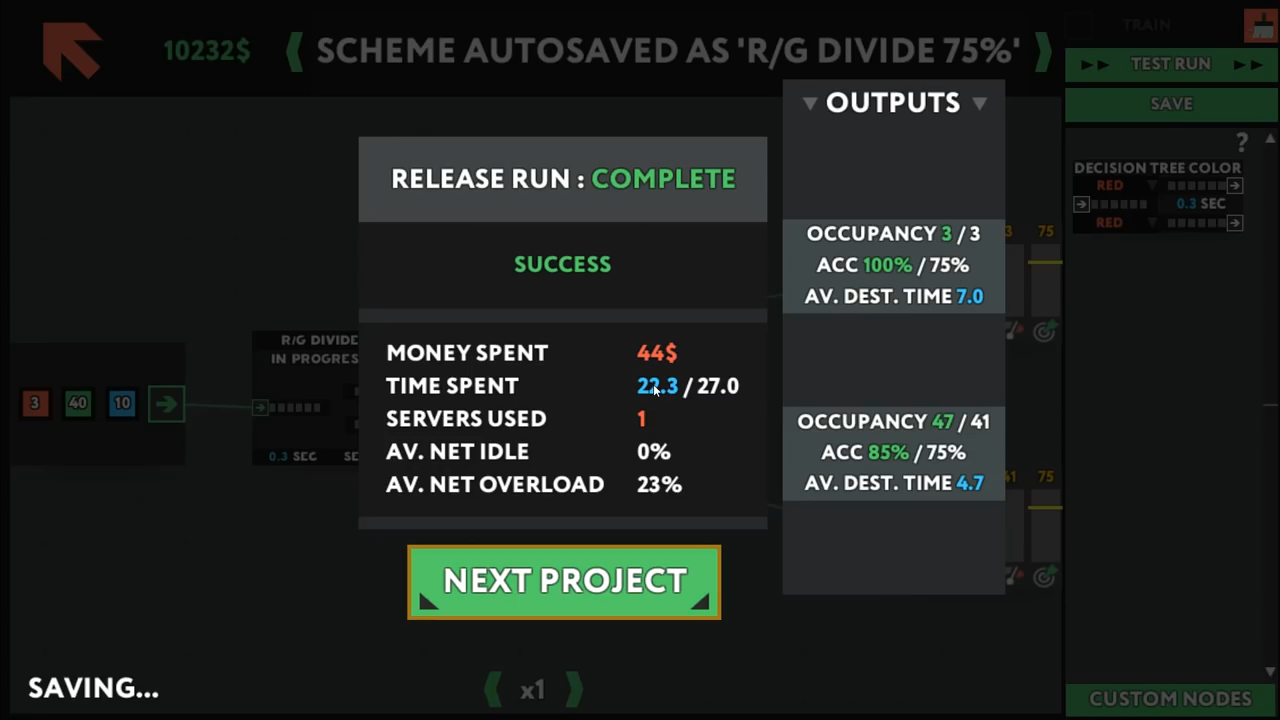 10232$
SCHEME AUTOSAVED AS 'R/G DIVIDE 75%'
TRAIN
TEST RUN
SAVE
?
DECISION TREE COLOR
RED
0.3 SEC
RED
OUTPUTS
OCCUPANCY 3 / 3
ACC 100% / 75%
AV. DEST. TIME 7.0
OCCUPANCY 47 / 41
ACC 85% / 75%
AV. DEST. TIME 4.7
3 75
41 75
RELEASE RUN : COMPLETE
SUCCESS
MONEY SPENT 44$
TIME SPENT 22.3 / 27.0
SERVERS USED 1
AV. NET IDLE 0%
AV. NET OVERLOAD 23%
NEXT PROJECT
R/G DIVIDE
IN PROGRESS
0.3 SEC
3 40 10
SAVING...
x1
CUSTOM NODES